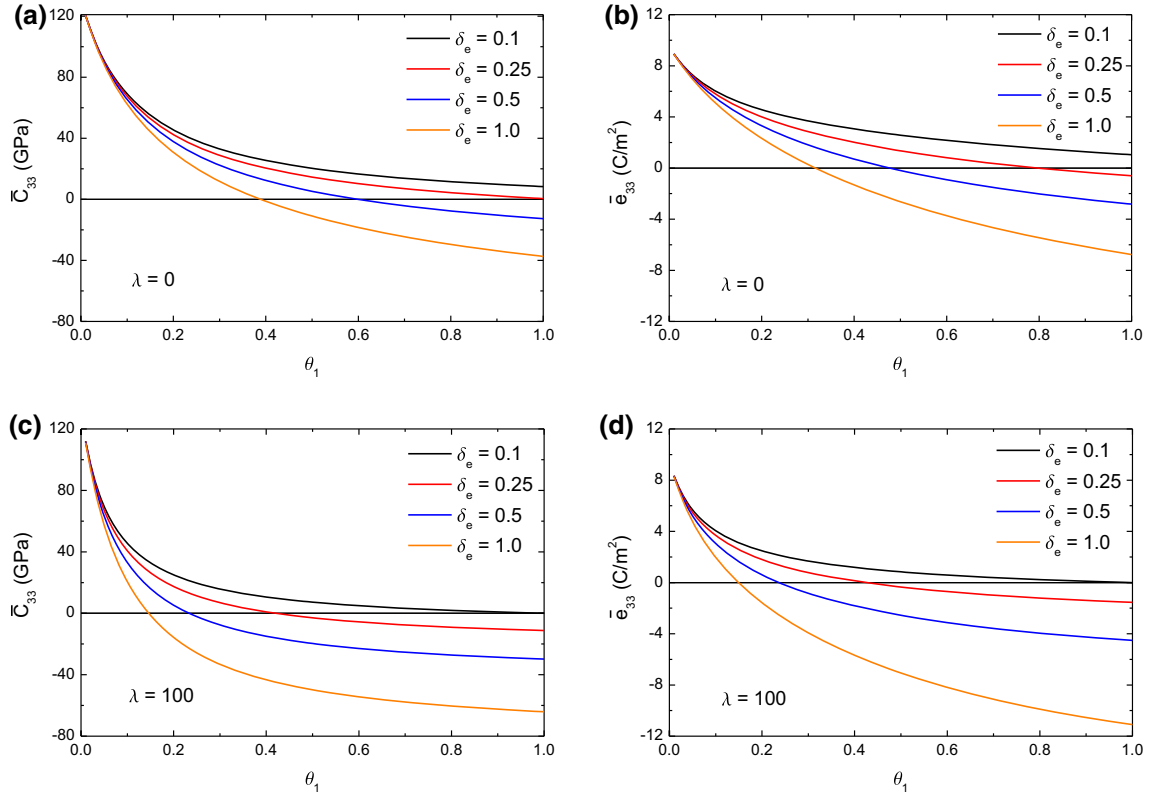 (a)
120
80
40
0
-40
-80
C̄₃₃ (GPa)
δₑ = 0.1
δₑ = 0.25
δₑ = 0.5
δₑ = 1.0
λ = 0
0.0 0.2 0.4 0.6 0.8 1.0
θ₁
(b)
12
8
4
0
-4
-8
-12
ē₃₃ (C/m²)
δₑ = 0.1
δₑ = 0.25
δₑ = 0.5
δₑ = 1.0
λ = 0
0.0 0.2 0.4 0.6 0.8 1.0
θ₁
(c)
120
80
40
0
-40
-80
C̄₃₃ (GPa)
δₑ = 0.1
δₑ = 0.25
δₑ = 0.5
δₑ = 1.0
λ = 100
0.0 0.2 0.4 0.6 0.8 1.0
θ₁
(d)
12
8
4
0
-4
-8
-12
ē₃₃ (C/m²)
δₑ = 0.1
δₑ = 0.25
δₑ = 0.5
δₑ = 1.0
λ = 100
0.0 0.2 0.4 0.6 0.8 1.0
θ₁